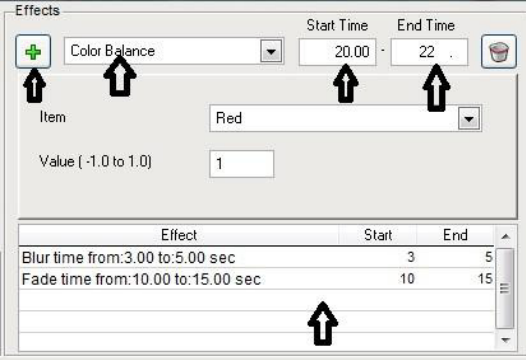 Effects
Start Time End Time
Color Balance 20.00 - 22 .
Item Red
Value ( -1.0 to 1.0) 1
Effect Start End
Blur time from:3.00 to:5.00 sec 3 5
Fade time from:10.00 to:15.00 sec 10 15